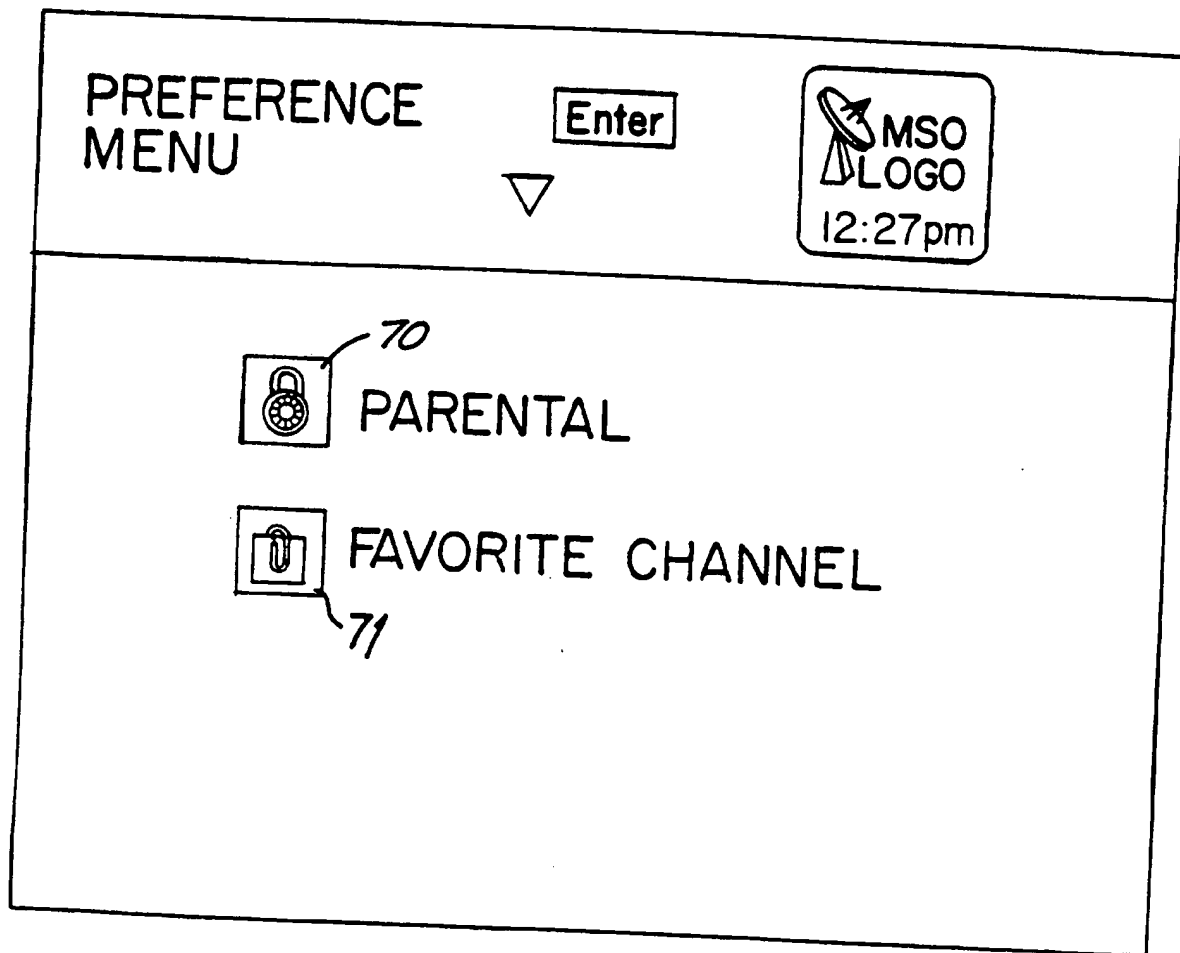 PREFERENCE
MENU
Enter
MSO
LOGO
12:27pm
70
PARENTAL
FAVORITE CHANNEL
71